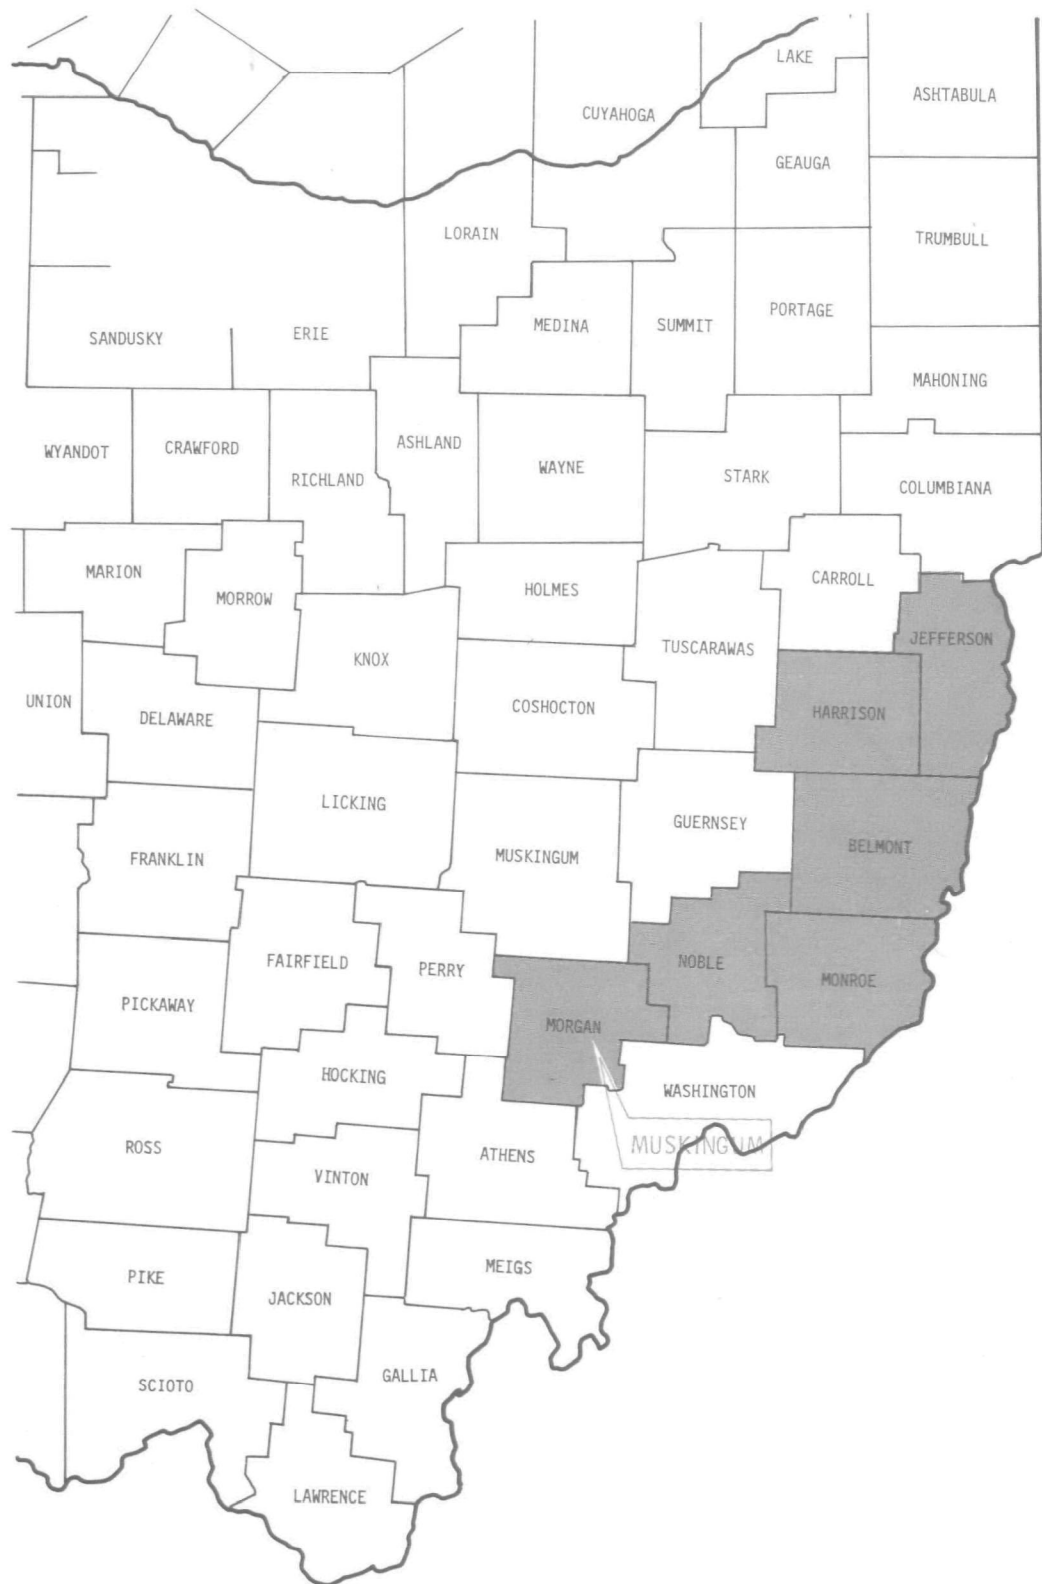 LAKE
ASHTABULA
CUYAHOGA
GEAUGA
LORAIN
TRUMBULL
PORTAGE
MEDINA
SUMMIT
SANDUSKY
ERIE
MAHONING
WYANDOT
CRAWFORD
ASHLAND
RICHLAND
WAYNE
STARK
COLUMBIANA
MARION
CARROLL
HOLMES
MORROW
JEFFERSON
TUSCARAWAS
KNOX
UNION
DELAWARE
COSHOCTON
HARRISON
LICKING
GUERNSEY
BELMONT
FRANKLIN
MUSKINGUM
FAIRFIELD
PERRY
NOBLE
MONROE
PICKAWAY
MORGAN
HOCKING
WASHINGTON
ROSS
MUSKINGUM
ATHENS
VINTON
MEIGS
PIKE
JACKSON
GALLIA
SCIOTO
LAWRENCE